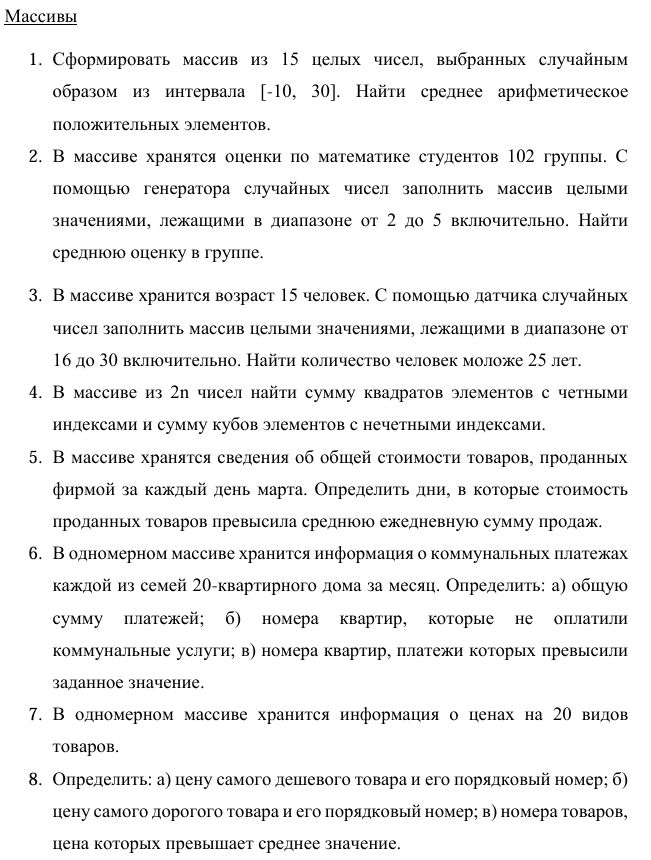 Массивы
1. Сформировать массив из 15 целых чисел, выбранных случайным
образом из интервала [-10, 30]. Найти среднее арифметическое
положительных элементов.
2. В массиве хранятся оценки по математике студентов 102 группы. С
помощью генератора случайных чисел заполнить массив целыми
значениями, лежащими в диапазоне от 2 до 5 включительно. Найти
среднюю оценку в группе.
3. В массиве хранится возраст 15 человек. С помощью датчика случайных
чисел заполнить массив целыми значениями, лежащими в диапазоне от
16 до 30 включительно. Найти количество человек моложе 25 лет.
4. В массиве из 2n чисел найти сумму квадратов элементов с четными
индексами и сумму кубов элементов с нечетными индексами.
5. В массиве хранятся сведения об общей стоимости товаров, проданных
фирмой за каждый день марта. Определить дни, в которые стоимость
проданных товаров превысила среднюю ежедневную сумму продаж.
6. В одномерном массиве хранится информация о коммунальных платежах
каждой из семей 20-квартирного дома за месяц. Определить: а) общую
сумму платежей; б) номера квартир, которые не оплатили
коммунальные услуги; в) номера квартир, платежи которых превысили
заданное значение.
7. В одномерном массиве хранится информация о ценах на 20 видов
товаров.
8. Определить: а) цену самого дешевого товара и его порядковый номер; б)
цену самого дорогого товара и его порядковый номер; в) номера товаров,
цена которых превышает среднее значение.